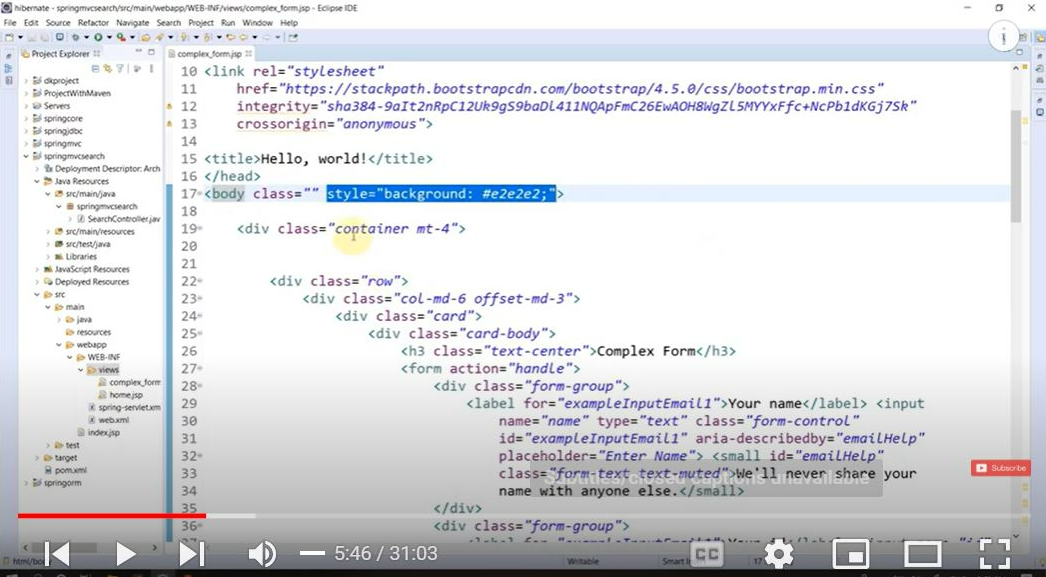 hibernate - springmvcsearch/src/main/webapp/WEB-INF/views/complex_form.jsp - Eclipse IDE
File Edit Source Refactor Navigate Search Project Run Window Help
Project Explorer
complex_form.jsp
dkproject
ProjectWithMaven
Servers
springcore
springjdbc
springmvc
springmvcsearch
Deployment Descriptor: Arch
Java Resources
src/main/java
springmvcsearch
SearchController.jav
src/main/resources
src/test/java
Libraries
JavaScript Resources
Deployed Resources
src
main
java
resources
webapp
WEB-INF
views
complex_form
home.jsp
spring-servlet.xm
web.xml
index.jsp
test
target
pom.xml
springorm
10 <link rel="stylesheet"
11 href="https://stackpath.bootstrapcdn.com/bootstrap/4.5.0/css/bootstrap.min.css"
12 integrity="sha384-9aIt2nRpC12Uk9gS9baDl411NQApFmC26EwAOH8WgZl5MYYxFfc+NcPb1dKGj7Sk"
13 crossorigin="anonymous">
14
15 <title>Hello, world!</title>
16 </head>
17 <body class="" style="background: #e2e2e2;">
18
19 <div class="container mt-4">
20
21
22 <div class="row">
23 <div class="col-md-6 offset-md-3">
24 <div class="card">
25 <div class="card-body">
26 <h3 class="text-center">Complex Form</h3>
27 <form action="handle">
28 <div class="form-group">
29 <label for="exampleInputEmail1">Your name</label> <input
30 name="name" type="text" class="form-control"
31 id="exampleInputEmail1" aria-describedby="emailHelp"
32 placeholder="Enter Name"> <small id="emailHelp"
33 class="form-text text-muted">We'll never share your
34 name with anyone else.</small>
35 </div>
36 <div class="form-group">
Subtitles/closed captions unavailable
Subscribe
5:46 / 31:03
CC
html/body
Writable
Smart In
17